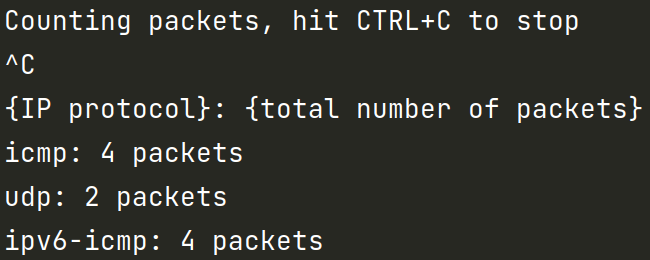 Counting packets, hit CTRL+C to stop
^C
{IP protocol}: {total number of packets}
icmp: 4 packets
udp: 2 packets
ipv6-icmp: 4 packets